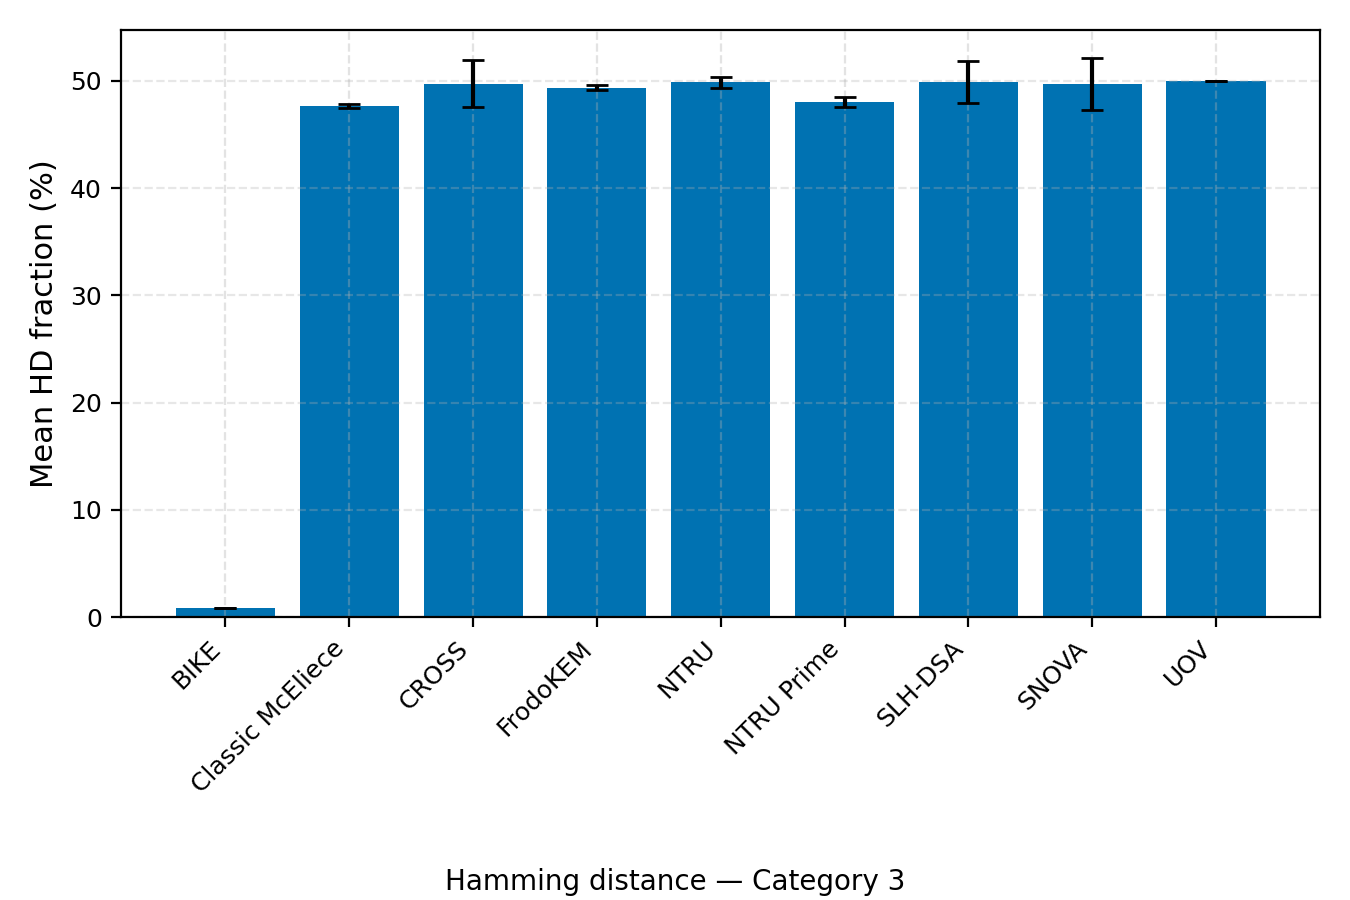 Mean HD fraction (%)
50
40
30
20
10
0
BIKE
Classic McEliece
CROSS
FrodoKEM
NTRU
NTRU Prime
SLH-DSA
SNOVA
UOV
Hamming distance — Category 3